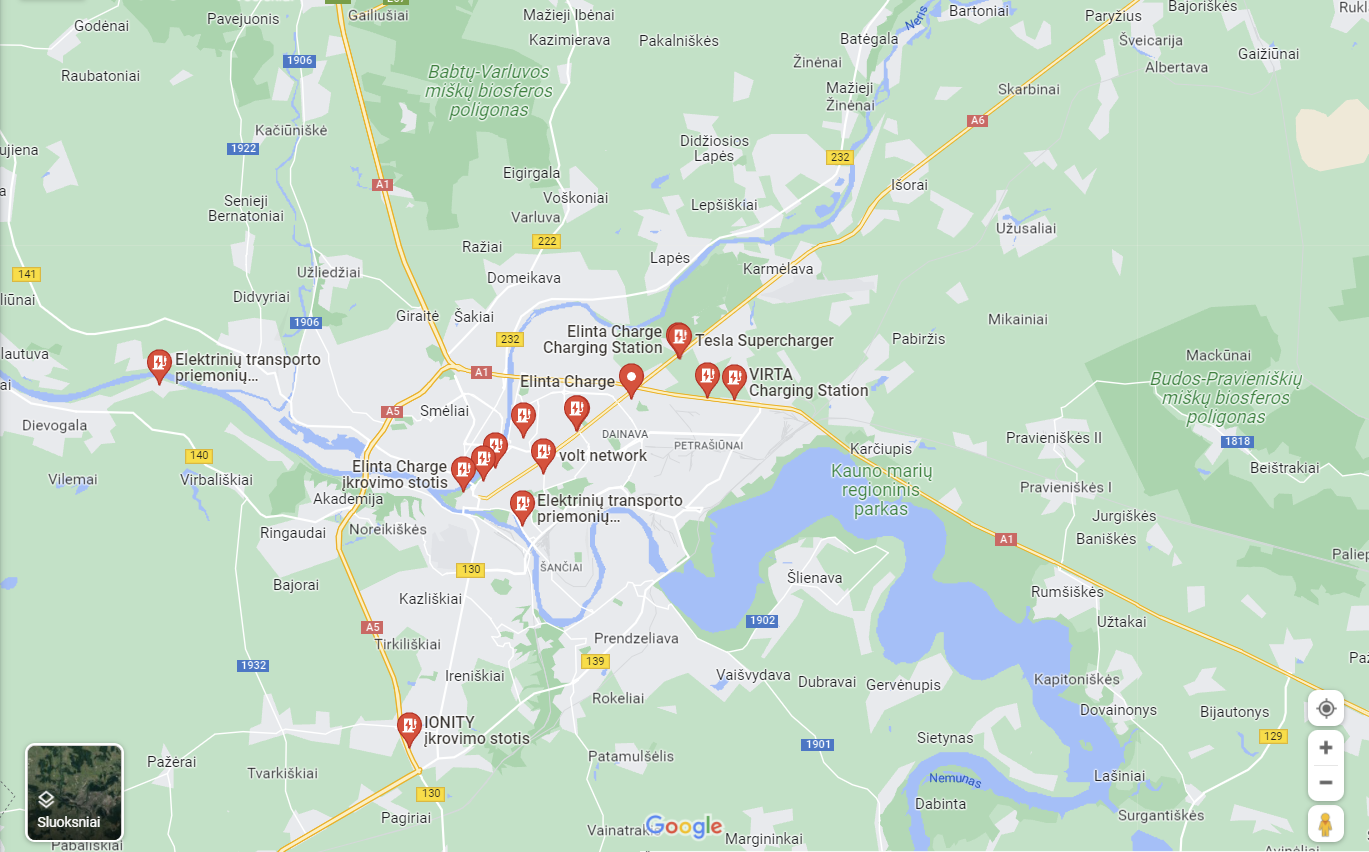 Bartoniai
Bajoriškės
Godėnai
Pavejuonis
Gailiušiai
Mažieji Ibėnai
Neris
Paryžius
Kazimierava
Pakalniškės
Batėgala
Šveicarija
Gaižiūnai
1906
Žinėnai
Albertava
Raubatoniai
Babtų-Varluvos
miškų biosferos
poligonas
Mažieji
Žinėnai
Skarbinai
A6
Kačiūniškė
1922
Didžiosios
Lapės
232
A1
Eigirgala
Išorai
Senieji
Bernatoniai
Voškoniai
Lepšiškiai
Varluva
Užusaliai
222
Ražiai
Lapės
Karmėlava
141
Užliedžiai
Domeikava
Didvyriai
Giraitė
Šakiai
1906
Mikainiai
232
Elinta Charge
Charging Station
Tesla Supercharger
Pabiržis
Elektrinių transporto
priemonių...
A1
Elinta Charge
VIRTA
Charging Station
Mackūnai
Budos-Pravieniškių
miškų biosferos
poligonas
A5
Smėliai
Dievogala
DAINAVA
PETRAŠIŪNAI
Karčiupis
Pravieniškės II
1818
140
volt network
Elinta Charge
įkrovimo stotis
Kauno marių
regioninis
parkas
Beištrakiai
Vilemai
Virbališkiai
Akademija
Elektrinių transporto
priemonių...
Pravieniškės I
Ringaudai
Noreikiškės
Jurgiškės
A1
Baniškės
130
ŠANČIAI
Bajorai
Šlienava
Kazliškiai
Rumšiškės
A5
1902
Užtakai
Tirkiliškiai
Prendzeliava
1932
139
Ireniškiai
Vaišvydava
Dubravai
Gervėnupis
Kapitoniškės
Rokeliai
Dovainonys
Bijautonys
IONITY
įkrovimo stotis
129
Sietynas
1901
Pažėrai
Tvarkiškiai
Patamulšėlis
Nemunas
Lašiniai
130
Dabinta
Pagiriai
Surgantiškės
Sluoksniai
Google
Margininkai